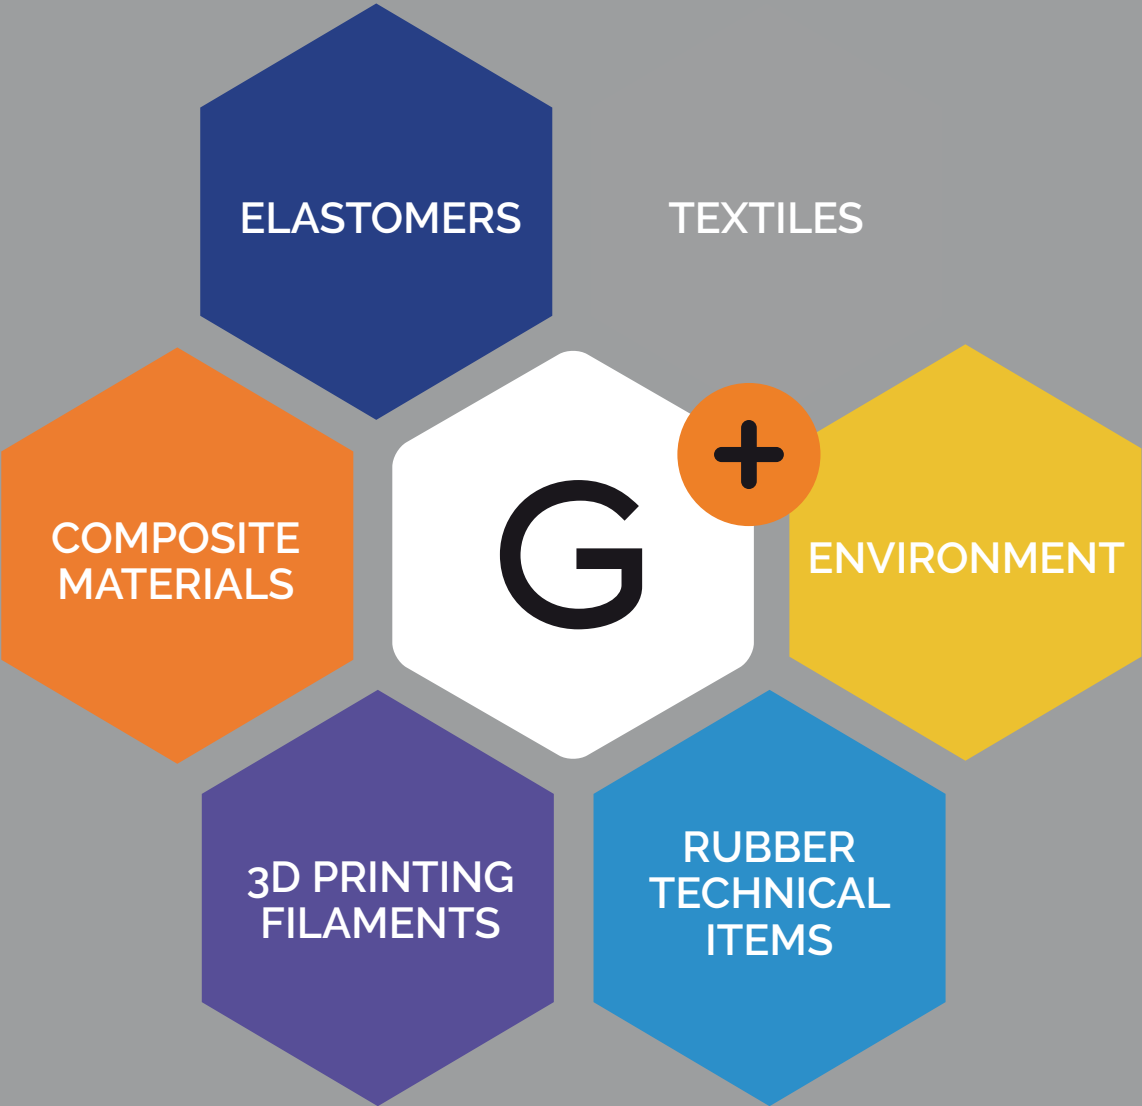 ELASTOMERS
TEXTILES
COMPOSITE
MATERIALS
G
+
ENVIRONMENT
3D PRINTING
FILAMENTS
RUBBER
TECHNICAL
ITEMS